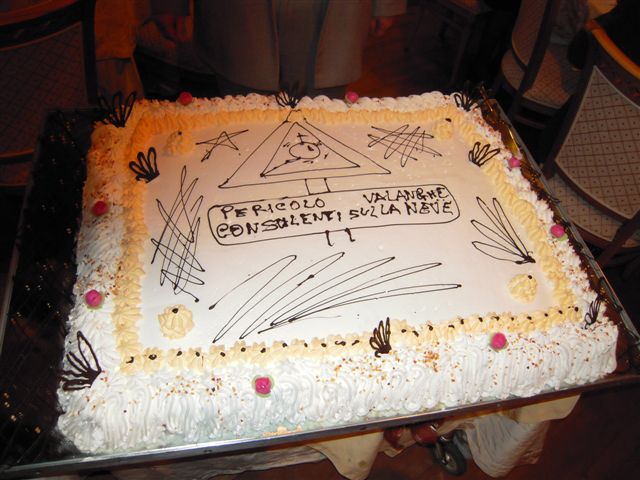 PERICOLO VALANGHE
CONSULENTI SULLA NEVE